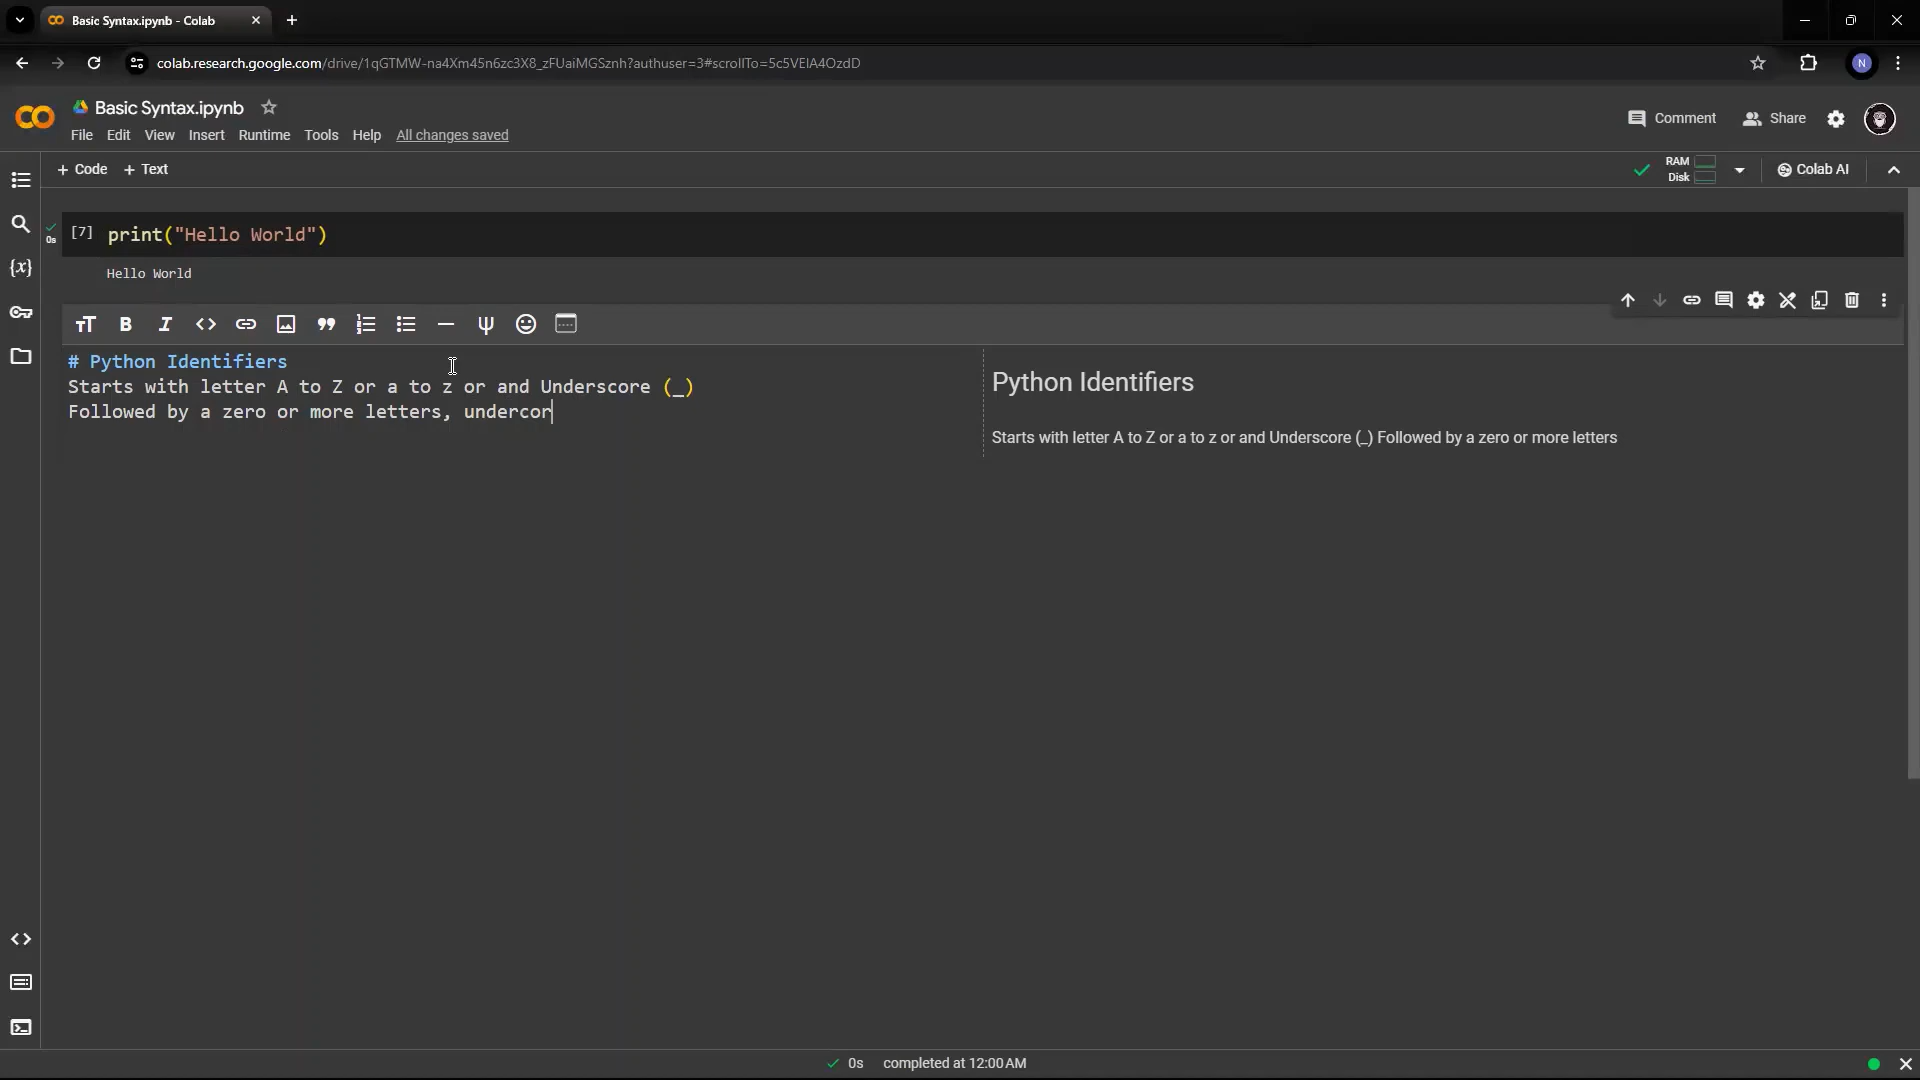 Basic Syntax.ipynb - Colab
colab.research.google.com/drive/1qGTMW-na4Xm45n6zc3X8_zFUaiMGSznh?authuser=3#scrollTo=5c5VEIA4OzdD
N
Basic Syntax.ipynb
File Edit View Insert Runtime Tools Help All changes saved
Comment Share
+ Code + Text
RAM
Disk
Colab AI
[7] print("Hello World")
0s
Hello World
# Python Identifiers
Starts with letter A to Z or a to z or and Underscore (_)
Followed by a zero or more letters, undercor
Python Identifiers
Starts with letter A to Z or a to z or and Underscore (_) Followed by a zero or more letters
0s completed at 12:00 AM